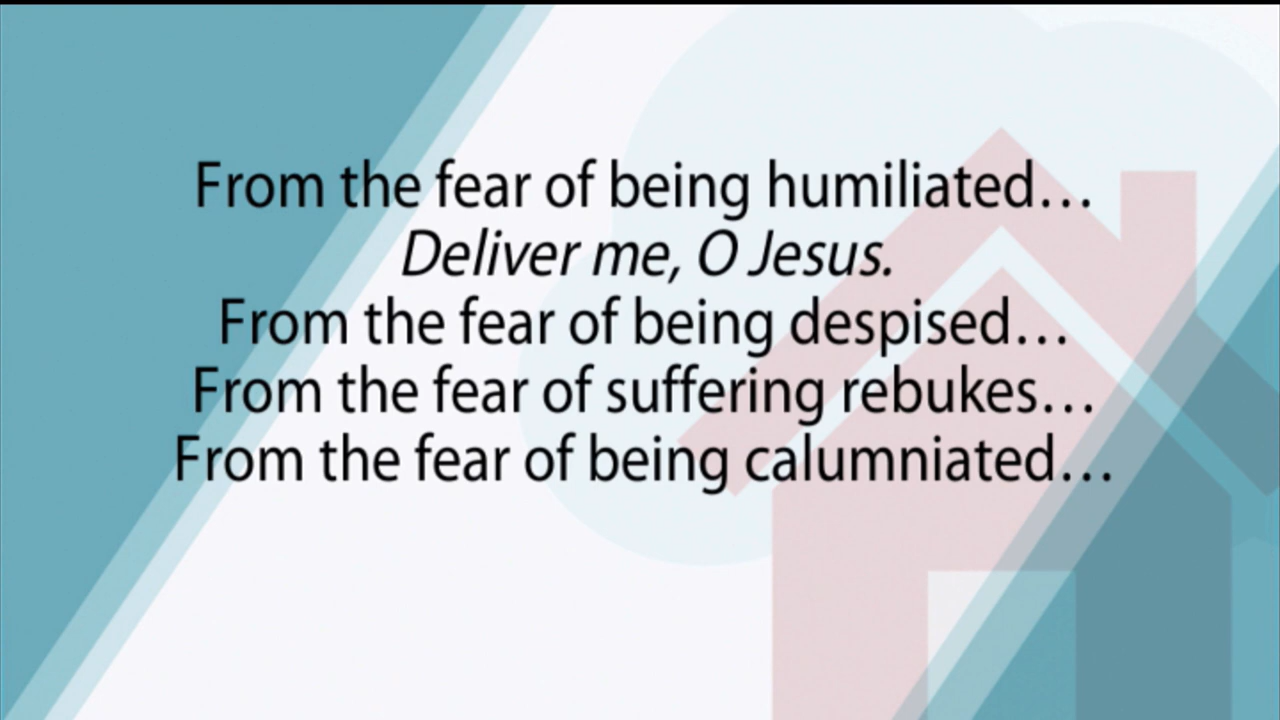 From the fear of being humiliated…
Deliver me, O Jesus.
From the fear of being despised…
From the fear of suffering rebukes…
From the fear of being calumniated…